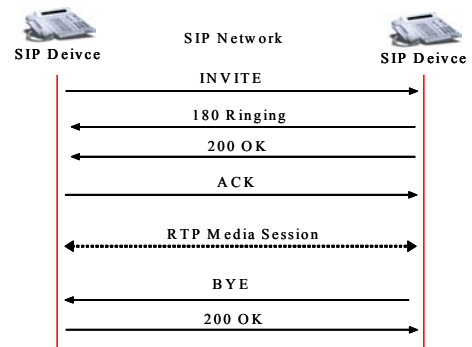 SIP Network
SIP Deivce
SIP Deivce
INVITE
180 Ringing
200 OK
ACK
RTP Media Session
BYE
200 OK